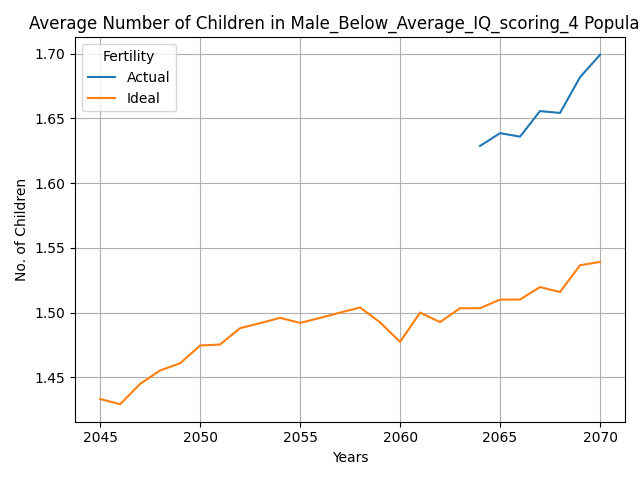 Average Number of Children in Male_Below_Average_IQ_scoring_4 Popula
Fertility
Actual
Ideal
1.70
1.65
1.60
1.55
1.50
1.45
No. of Children
2045 2050 2055 2060 2065 2070
Years